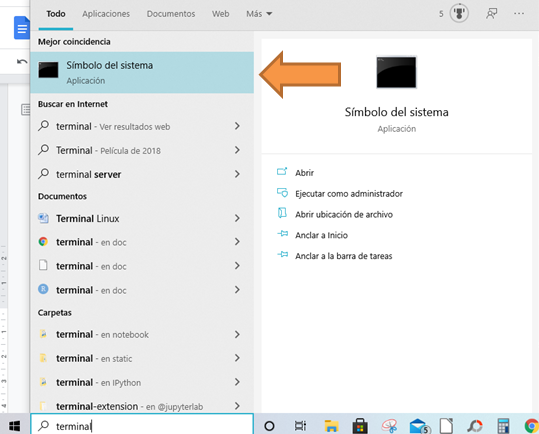 Todo Aplicaciones Documentos Web Más 5 ...
Mejor coincidencia
Símbolo del sistema
Aplicación
Buscar en Internet
terminal - Ver resultados web
Terminal - Película de 2018
terminal server
Documentos
Terminal Linux
terminal - en doc
terminal - en doc
terminal - en doc
Carpetas
terminal - en notebook
terminal - en static
terminal - en IPython
terminal-extension - en @jupyterlab
terminal
Símbolo del sistema
Aplicación
Abrir
Ejecutar como administrador
Abrir ubicación de archivo
Anclar a Inicio
Anclar a la barra de tareas
5